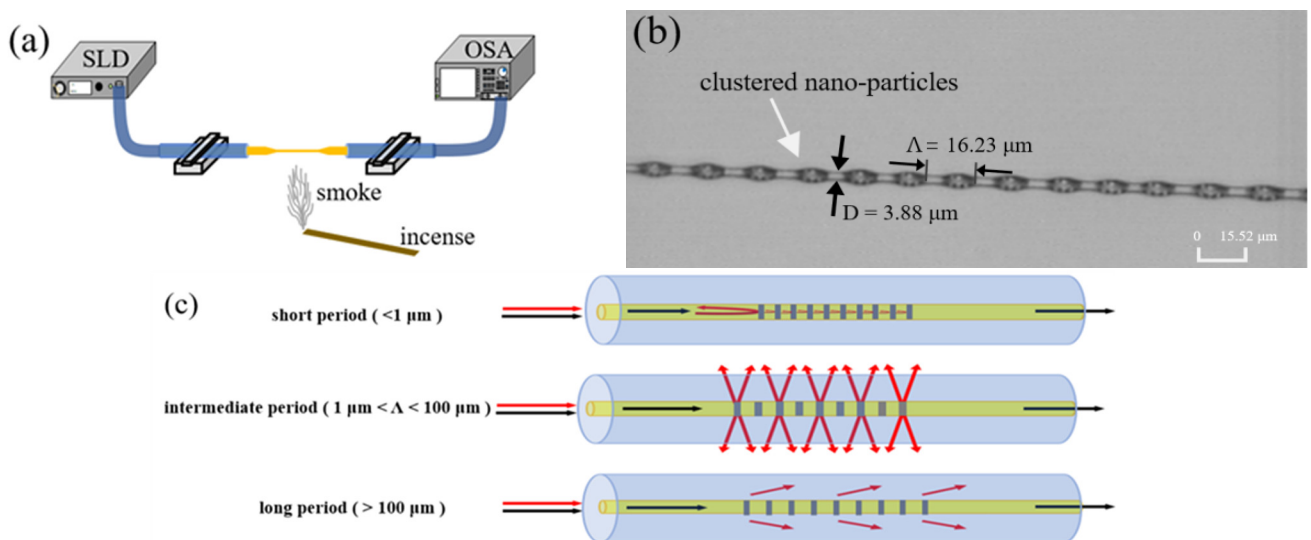 (a)
SLD
OSA
smoke
incense
(b)
clustered nano-particles
Λ = 16.23 μm
D = 3.88 μm
0 15.52 μm
(c)
short period ( <1 μm )
intermediate period ( 1 μm < Λ < 100 μm )
long period ( > 100 μm )